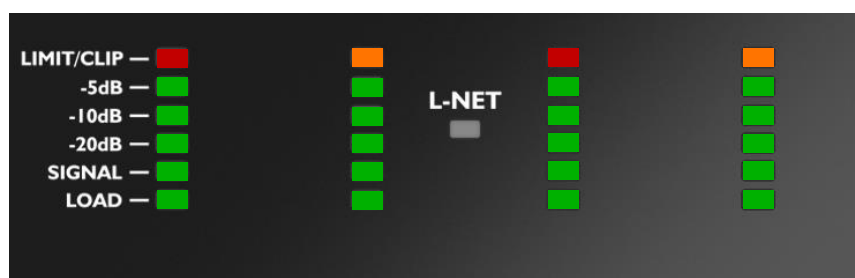 LIMIT/CLIP —
-5dB —
-10dB —
-20dB —
SIGNAL —
LOAD —
L-NET